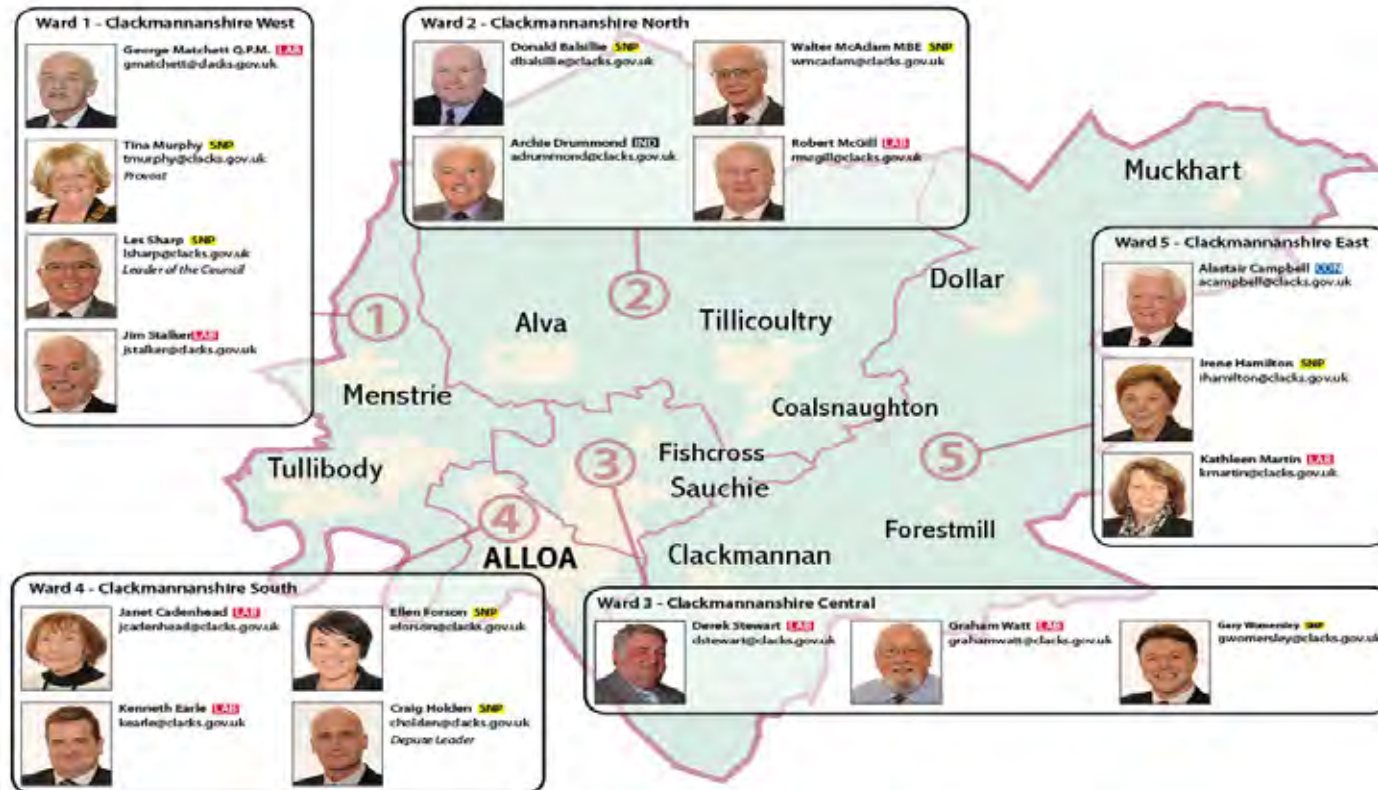 Ward 1 - Clackmannanshire West
George Matchett Q.P.M. LAB
gmatchett@clacks.gov.uk
Tina Murphy SNP
tmurphy@clacks.gov.uk
Provost
Les Sharp SNP
lsharp@clacks.gov.uk
Leader of the Council
Jim Stalker LAB
jstalker@clacks.gov.uk
Ward 2 - Clackmannanshire North
Donald Balsillie SNP
dbalsillie@clacks.gov.uk
Walter McAdam MBE SNP
wmcadam@clacks.gov.uk
Archie Drummond IND
adrummond@clacks.gov.uk
Robert McGill LAB
rmcgill@clacks.gov.uk
Muckhart
Ward 5 - Clackmannanshire East
Alastair Campbell CON
acampbell@clacks.gov.uk
Irene Hamilton SNP
ihamilton@clacks.gov.uk
Kathleen Martin LAB
kmartin@clacks.gov.uk
Dollar
2
1
Alva
Tillicoultry
Menstrie
Coalsnaughton
Fishcross
5
3
Tullibody
Sauchie
4
Forestmill
ALLOA
Clackmannan
Ward 4 - Clackmannanshire South
Janet Cadenhead LAB
jcadenhead@clacks.gov.uk
Ellen Forson SNP
eforson@clacks.gov.uk
Kenneth Earle LAB
kearle@clacks.gov.uk
Craig Holden SNP
cholden@clacks.gov.uk
Depute Leader
Ward 3 - Clackmannanshire Central
Derek Stewart LAB
dstewart@clacks.gov.uk
Graham Watt LAB
grahamwatt@clacks.gov.uk
Gary Womersley SNP
gwomersley@clacks.gov.uk